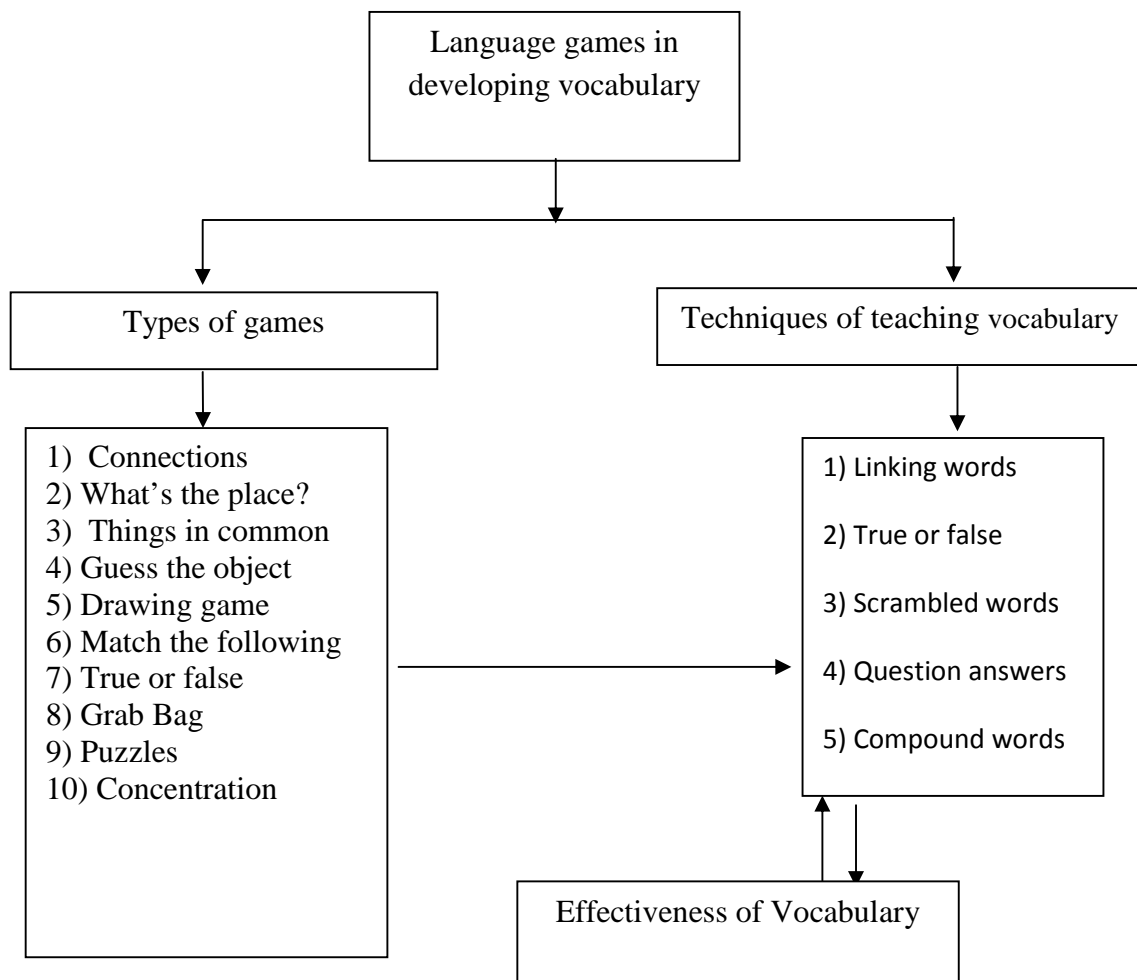 Language games in
developing vocabulary
Types of games
Techniques of teaching vocabulary
1) Connections
2) What’s the place?
3) Things in common
4) Guess the object
5) Drawing game
6) Match the following
7) True or false
8) Grab Bag
9) Puzzles
10) Concentration
1) Linking words
2) True or false
3) Scrambled words
4) Question answers
5) Compound words
Effectiveness of Vocabulary